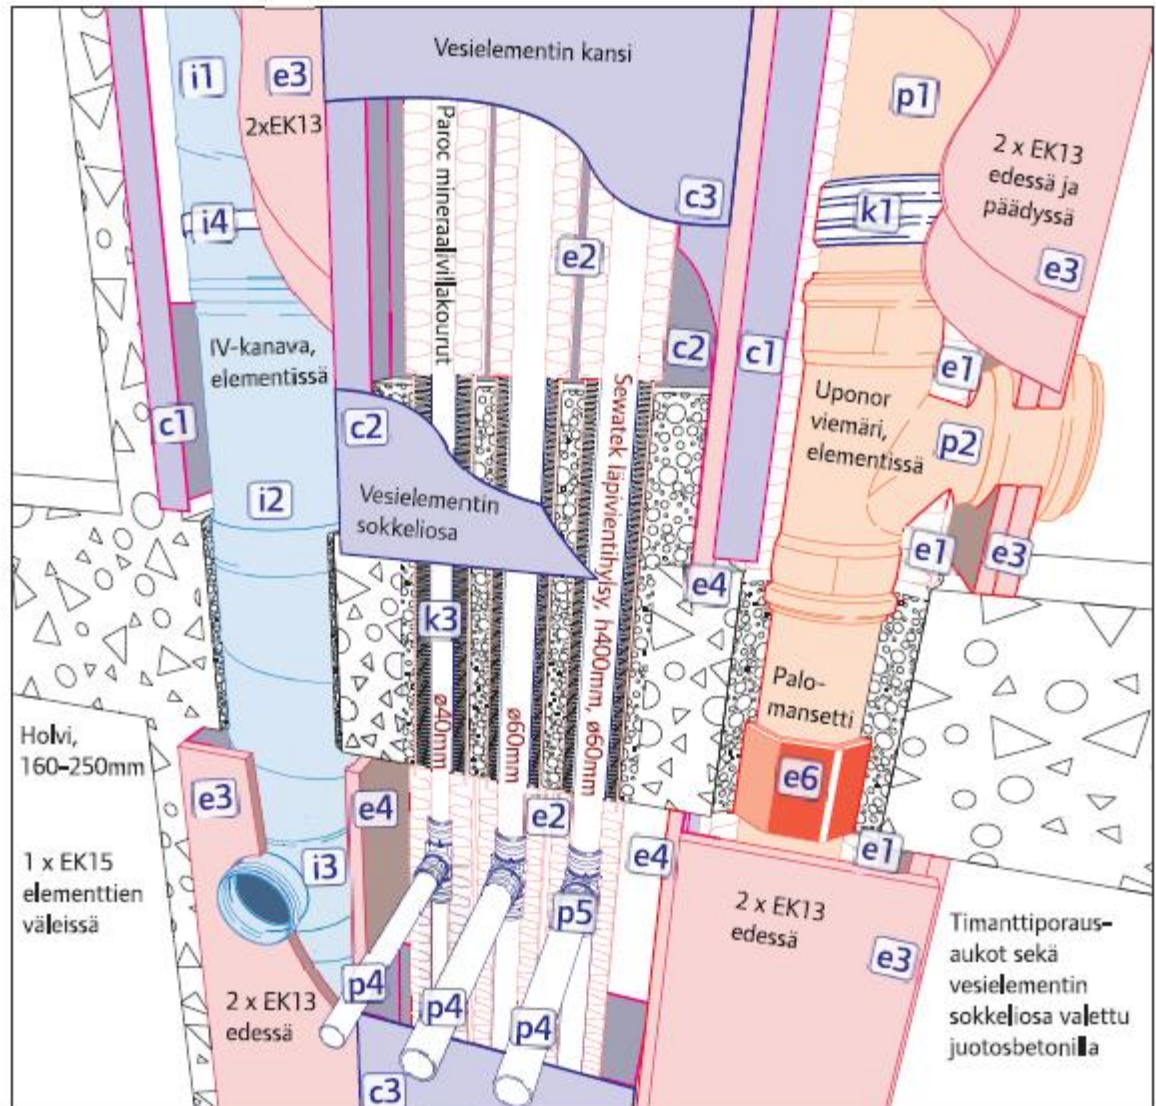 Vesielementin kansi
i1
e3
2xEK13
p1
2 x EK13
edessä ja
päädyssä
e3
i4
Paroc mineraalivillakourut
c3
k1
e2
IV-kanava,
elementissä
c2
c1
e1
c1
c2
Uponor
viemäri,
elementissä
p2
i2
Vesielementin
sokkeliosa
Sewatek läpivientihylsy, h400mm, ø60mm
e1
e3
e4
k3
Palo-
mansetti
ø40mm
ø60mm
Holvi,
160-250mm
e3
e4
e6
e2
e1
1 x EK15
elementtien
väleissä
i3
e4
p5
2 x EK13
edessä
e3
Timanttiporaus-
aukot sekä
vesielementin
sokkeliosa valettu
juotosbetonilla
p4
p4
p4
2 x EK13
edessä
c3